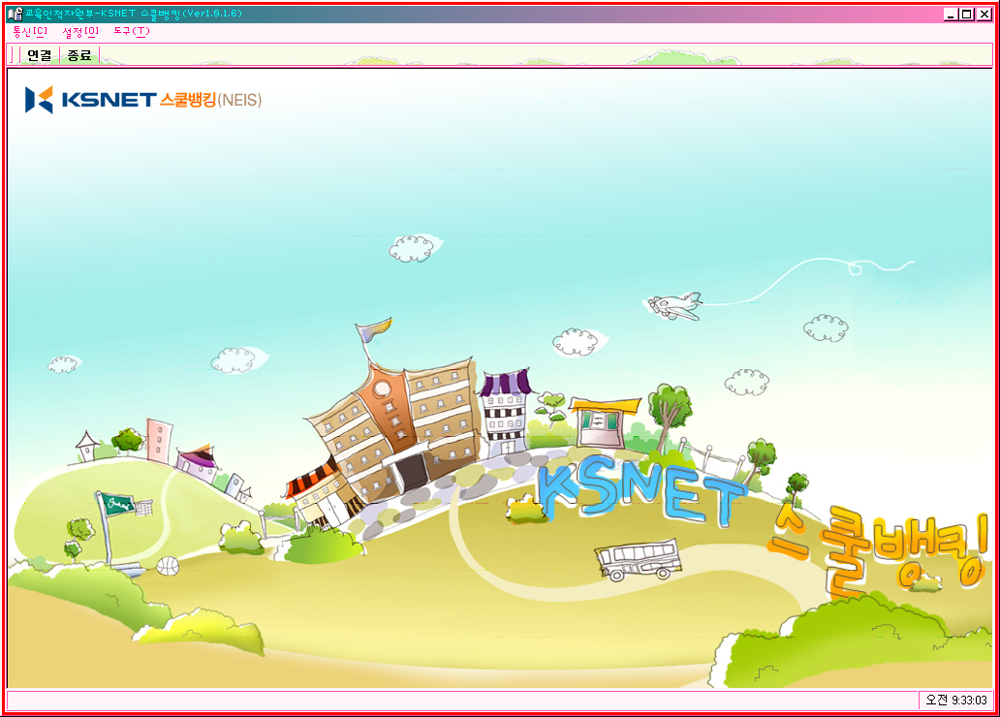 교육인적자원부-KSNET 스쿨뱅킹(Ver1.0.1.6)
통신(C) 설정(O) 도구(T)
연결 종료
KSNET 스쿨뱅킹(NEIS)
KSNET
스쿨뱅킹
오전 9:33:03